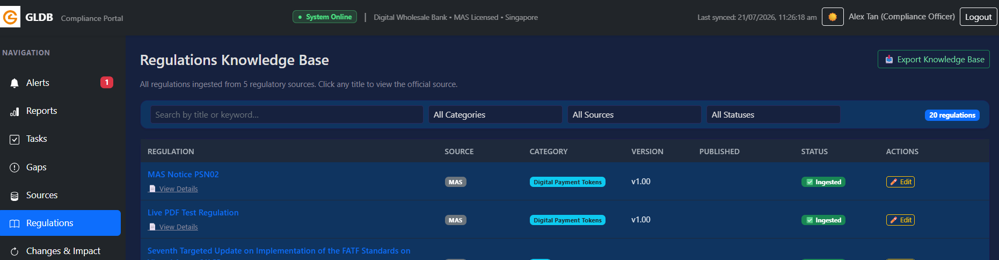 GLDB Compliance Portal
● System Online | Digital Wholesale Bank • MAS Licensed • Singapore
Last synced: 21/07/2026, 11:26:18 am
Alex Tan (Compliance Officer)
Logout
NAVIGATION
Alerts 1
Reports
Tasks
Gaps
Sources
Regulations
Changes & Impact
Regulations Knowledge Base
Export Knowledge Base
All regulations ingested from 5 regulatory sources. Click any title to view the official source.
Search by title or keyword... All Categories All Sources All Statuses 20 regulations
REGULATION SOURCE CATEGORY VERSION PUBLISHED STATUS ACTIONS
MAS Notice PSN02
View Details
MAS Digital Payment Tokens v1.00 Ingested Edit
Live PDF Test Regulation
View Details
MAS Digital Payment Tokens v1.00 Ingested Edit
Seventh Targeted Update on Implementation of the FATF Standards on